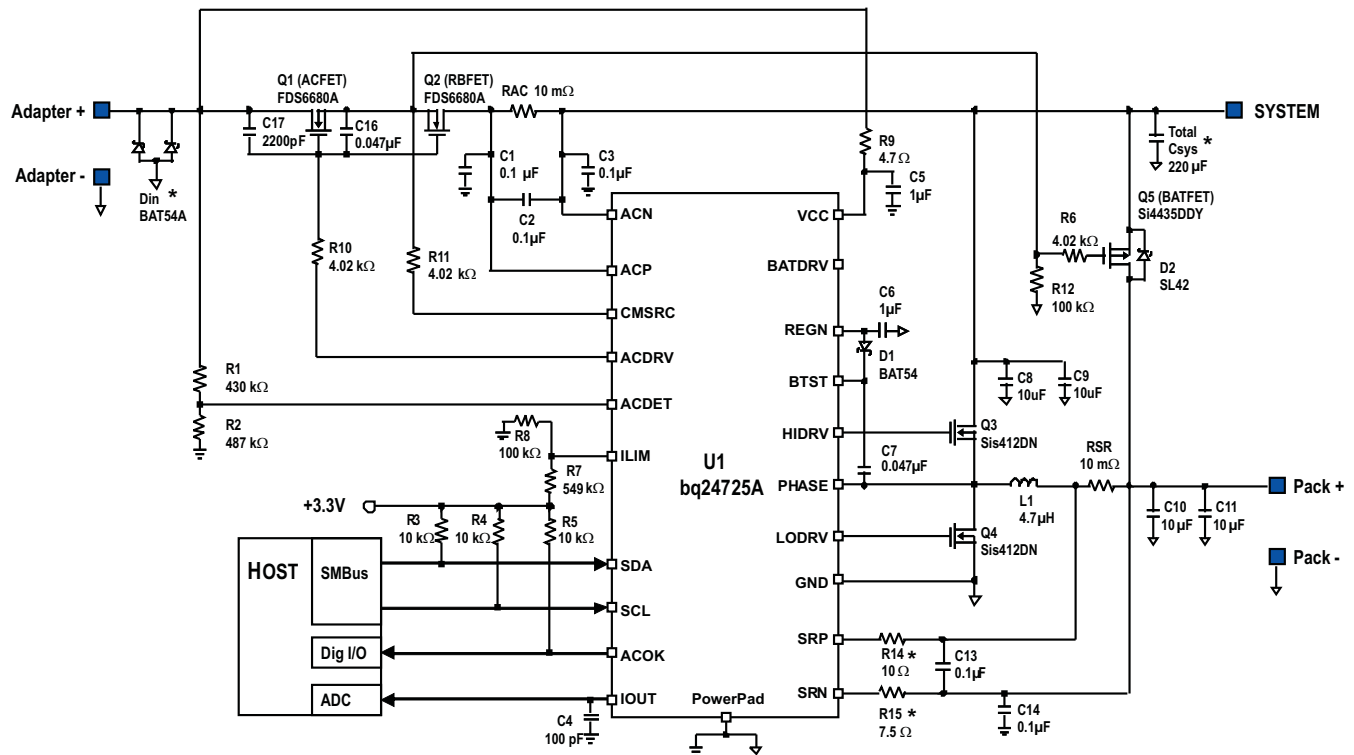 Adapter +
Adapter -
Din *
BAT54A
Q1 (ACFET)
FDS6680A
C17
2200pF
C16
0.047µF
Q2 (RBFET)
FDS6680A
RAC 10 mΩ
C1
0.1 µF
C3
0.1µF
C2
0.1µF
R10
4.02 kΩ
R11
4.02 kΩ
R9
4.7 Ω
C5
1µF
SYSTEM
Total
Csys *
220 µF
Q5 (BATFET)
Si4435DDY
R6
4.02 kΩ
R12
100 kΩ
D2
SL42
ACN
ACP
CMSRC
ACDRV
ACDET
ILIM
SDA
SCL
ACOK
IOUT
VCC
BATDRV
REGN
BTST
HIDRV
PHASE
LODRV
GND
SRP
SRN
U1
bq24725A
PowerPad
C6
1µF
D1
BAT54
C7
0.047µF
C8
10uF
C9
10uF
Q3
Sis412DN
Q4
Sis412DN
L1
4.7µH
RSR
10 mΩ
C10
10 µF
C11
10 µF
Pack +
Pack -
R1
430 kΩ
R2
487 kΩ
R8
100 kΩ
R7
549 kΩ
+3.3V
R3
10 kΩ
R4
10 kΩ
R5
10 kΩ
HOST
SMBus
Dig I/O
ADC
C4
100 pF
R14 *
10 Ω
C13
0.1µF
R15 *
7.5 Ω
C14
0.1µF